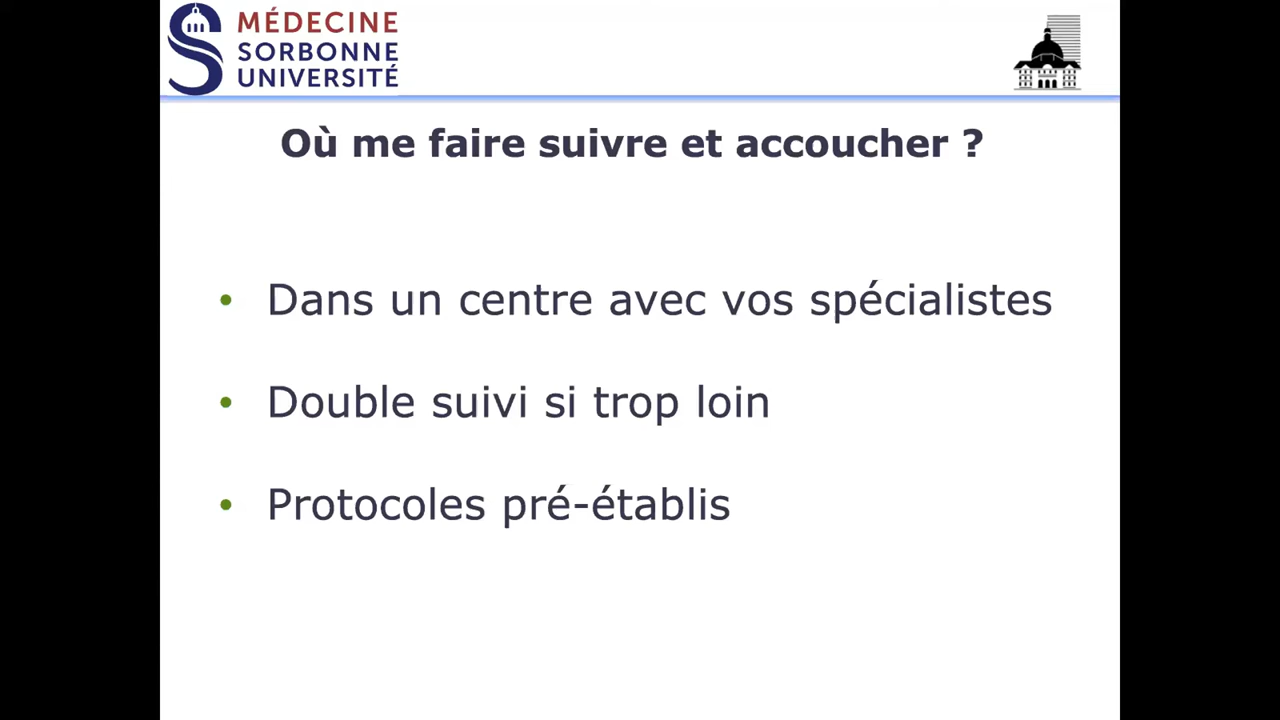 MÉDECINE
SORBONNE
UNIVERSITÉ
Où me faire suivre et accoucher ?
• Dans un centre avec vos spécialistes
• Double suivi si trop loin
• Protocoles pré-établis